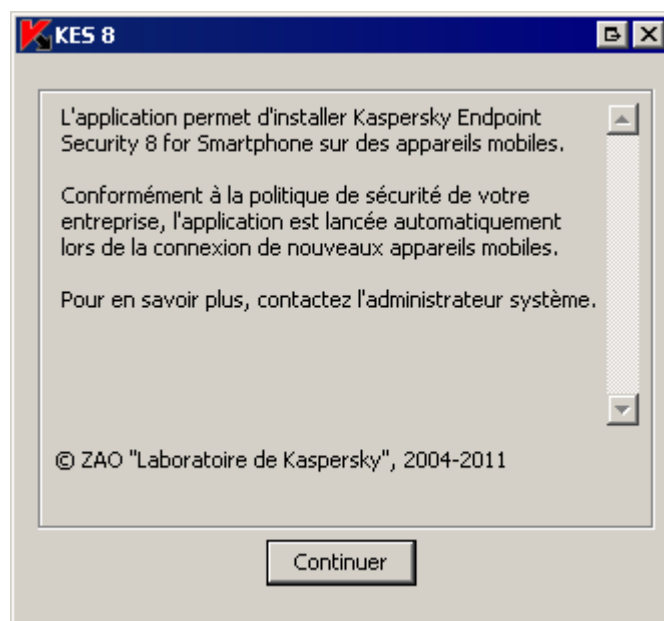 KES 8
L'application permet d'installer Kaspersky Endpoint
Security 8 for Smartphone sur des appareils mobiles.
Conformément à la politique de sécurité de votre
entreprise, l'application est lancée automatiquement
lors de la connexion de nouveaux appareils mobiles.
Pour en savoir plus, contactez l'administrateur système.
© ZAO "Laboratoire de Kaspersky", 2004-2011
Continuer